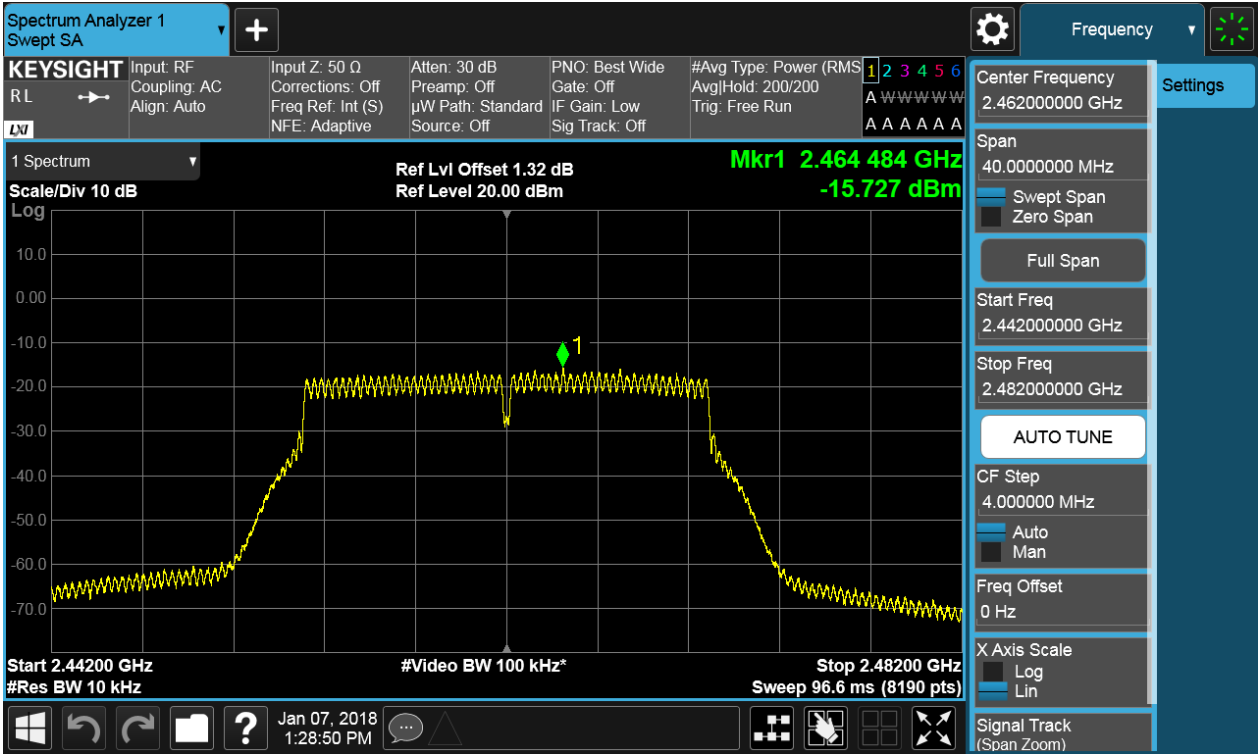 Spectrum Analyzer 1
Swept SA
+
Frequency
KEYSIGHT
R L
LXI
Input: RF
Coupling: AC
Align: Auto
Input Z: 50 Ω
Corrections: Off
Freq Ref: Int (S)
NFE: Adaptive
Atten: 30 dB
Preamp: Off
µW Path: Standard
Source: Off
PNO: Best Wide
Gate: Off
IF Gain: Low
Sig Track: Off
#Avg Type: Power (RMS
Avg|Hold: 200/200
Trig: Free Run
1 2 3 4 5 6
A W W W W W
A A A A A A
1 Spectrum
Scale/Div 10 dB
Log
Ref Lvl Offset 1.32 dB
Ref Level 20.00 dBm
Mkr1 2.464 484 GHz
-15.727 dBm
10.0
0.00
-10.0
-20.0
-30.0
-40.0
-50.0
-60.0
-70.0
1
Start 2.44200 GHz
#Res BW 10 kHz
#Video BW 100 kHz*
Stop 2.48200 GHz
Sweep 96.6 ms (8190 pts)
?
Jan 07, 2018
1:28:50 PM
Center Frequency
2.462000000 GHz
Span
40.0000000 MHz
Swept Span
Zero Span
Full Span
Start Freq
2.442000000 GHz
Stop Freq
2.482000000 GHz
AUTO TUNE
CF Step
4.000000 MHz
Auto
Man
Freq Offset
0 Hz
X Axis Scale
Log
Lin
Signal Track
(Span Zoom)
Settings